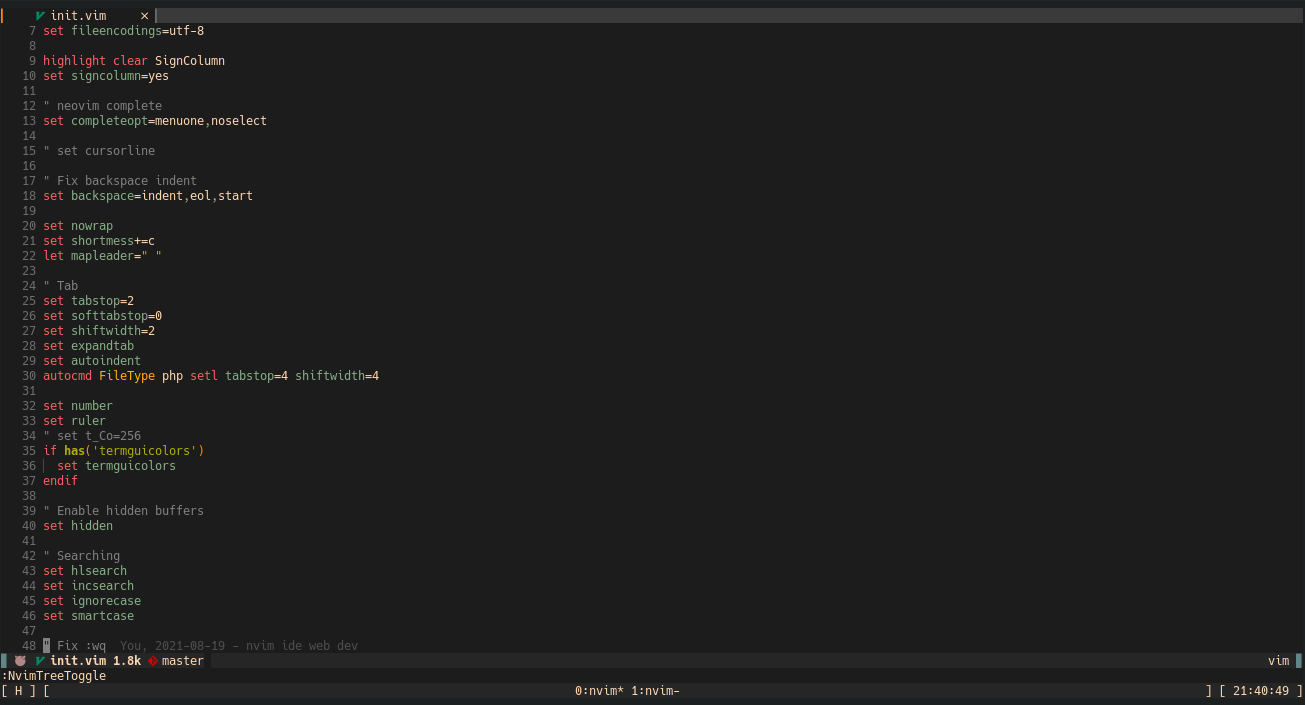 init.vim ×
7 set fileencodings=utf-8
8
9 highlight clear SignColumn
10 set signcolumn=yes
11
12 " neovim complete
13 set completeopt=menuone,noselect
14
15 " set cursorline
16
17 " Fix backspace indent
18 set backspace=indent,eol,start
19
20 set nowrap
21 set shortmess+=c
22 let mapleader=" "
23
24 " Tab
25 set tabstop=2
26 set softtabstop=0
27 set shiftwidth=2
28 set expandtab
29 set autoindent
30 autocmd FileType php setl tabstop=4 shiftwidth=4
31
32 set number
33 set ruler
34 " set t_Co=256
35 if has('termguicolors')
36   set termguicolors
37 endif
38
39 " Enable hidden buffers
40 set hidden
41
42 " Searching
43 set hlsearch
44 set incsearch
45 set ignorecase
46 set smartcase
47
48 " Fix :wq  You, 2021-08-19 - nvim ide web dev
init.vim 1.8k master vim
:NvimTreeToggle
[ H ] [ 0:nvim* 1:nvim- ] [ 21:40:49 ]